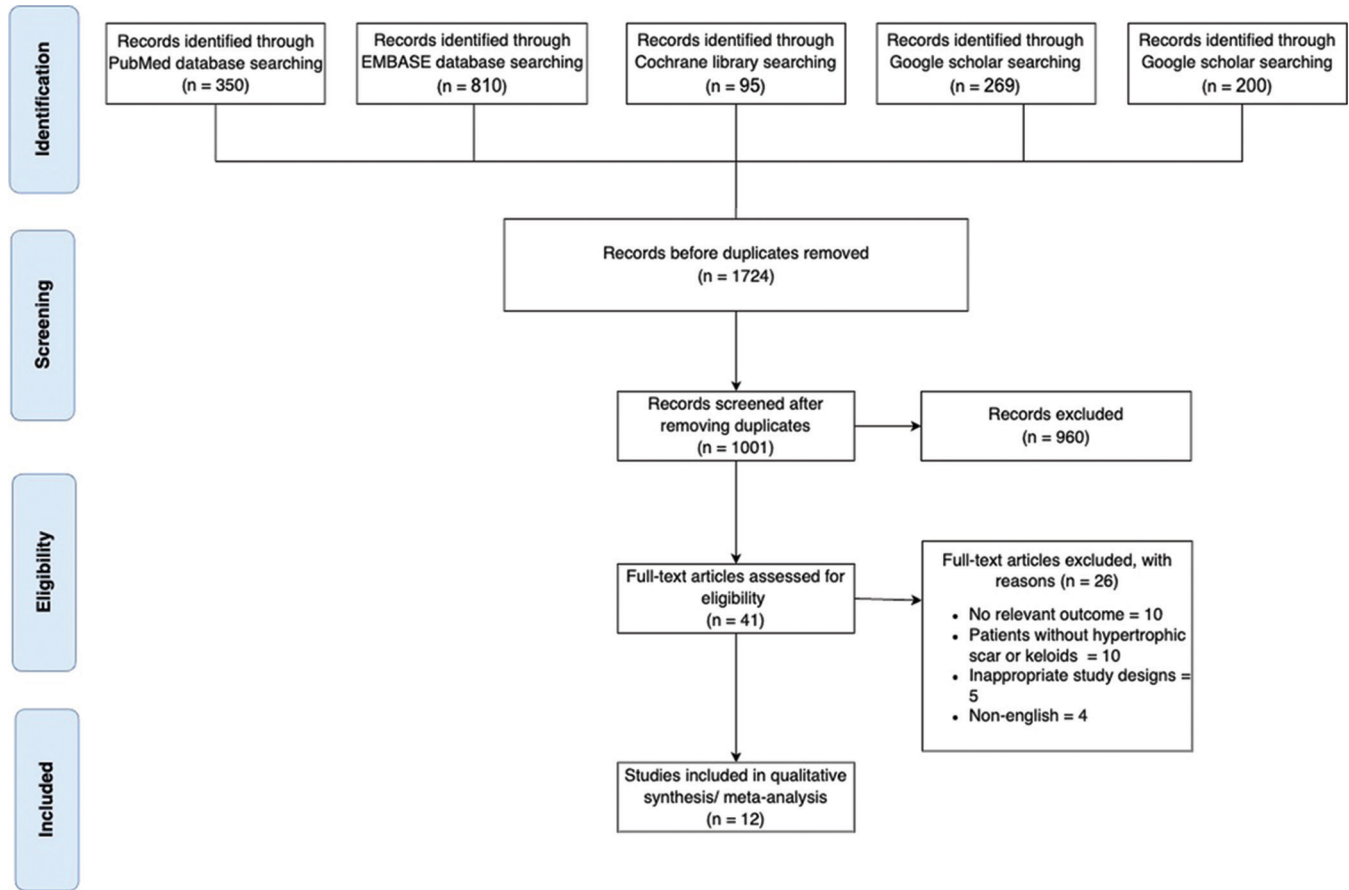 Identification
Records identified through
PubMed database searching
(n = 350)
Records identified through
EMBASE database searching
(n = 810)
Records identified through
Cochrane library searching
(n = 95)
Records identified through
Google scholar searching
(n = 269)
Records identified through
Google scholar searching
(n = 200)
Screening
Records before duplicates removed
(n = 1724)
Records screened after
removing duplicates
(n = 1001)
Records excluded
(n = 960)
Eligibility
Full-text articles assessed for
eligibility
(n = 41)
Full-text articles excluded, with
reasons (n = 26)
• No relevant outcome = 10
• Patients without hypertrophic
scar or keloids = 10
• Inappropriate study designs =
5
• Non-english = 4
Included
Studies included in qualitative
synthesis/ meta-analysis
(n = 12)